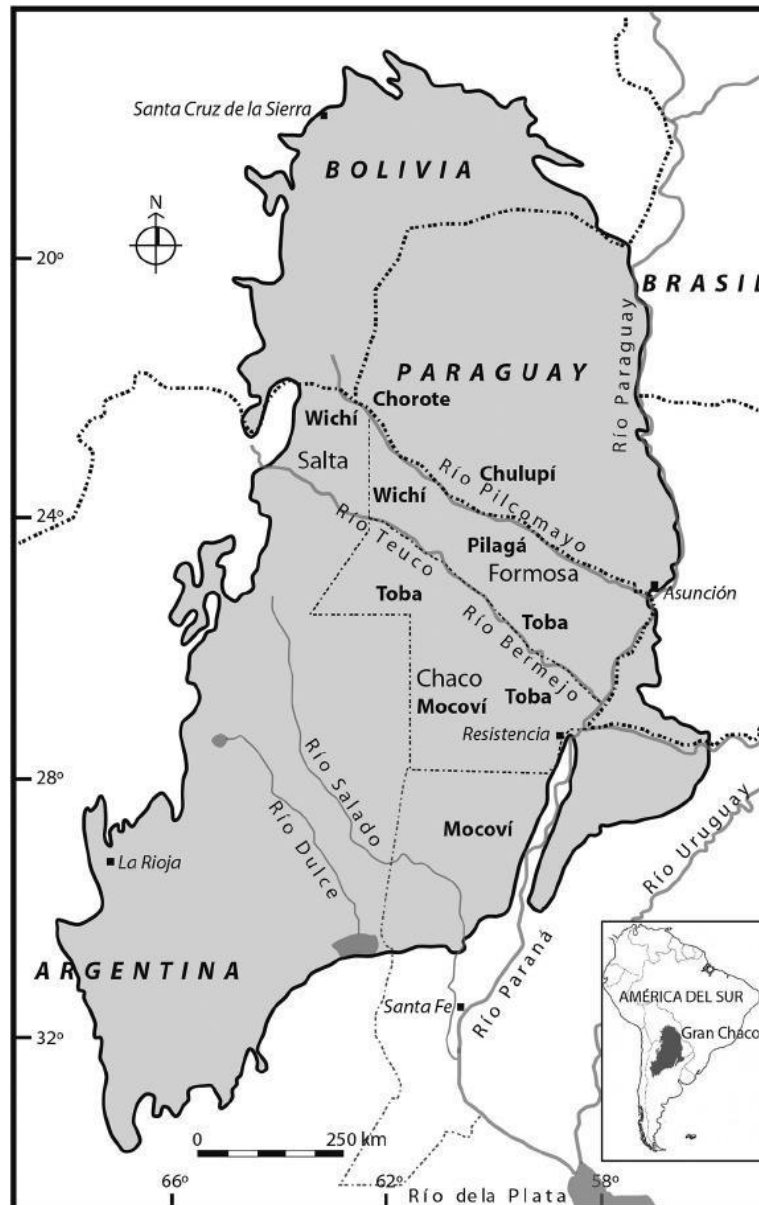 Santa Cruz de la Sierra
BOLIVIA
N
20º
BRASIL
Río Paraguay
PARAGUAY
Chorote
Wichí
Salta
Chulupí
Río Pilcomayo
Wichí
24º
Río Teuco
Pilagá
Formosa
Asunción
Toba
Toba
Río Bermejo
Chaco
Toba
Mocoví
Resistencia
28º
Río Salado
Río Dulce
Mocoví
Río Uruguay
La Rioja
Río Paraná
ARGENTINA
AMÉRICA DEL SUR
Santa Fe
Gran Chaco
32º
0 250 km
66º 62º 58º
Río dela Plata